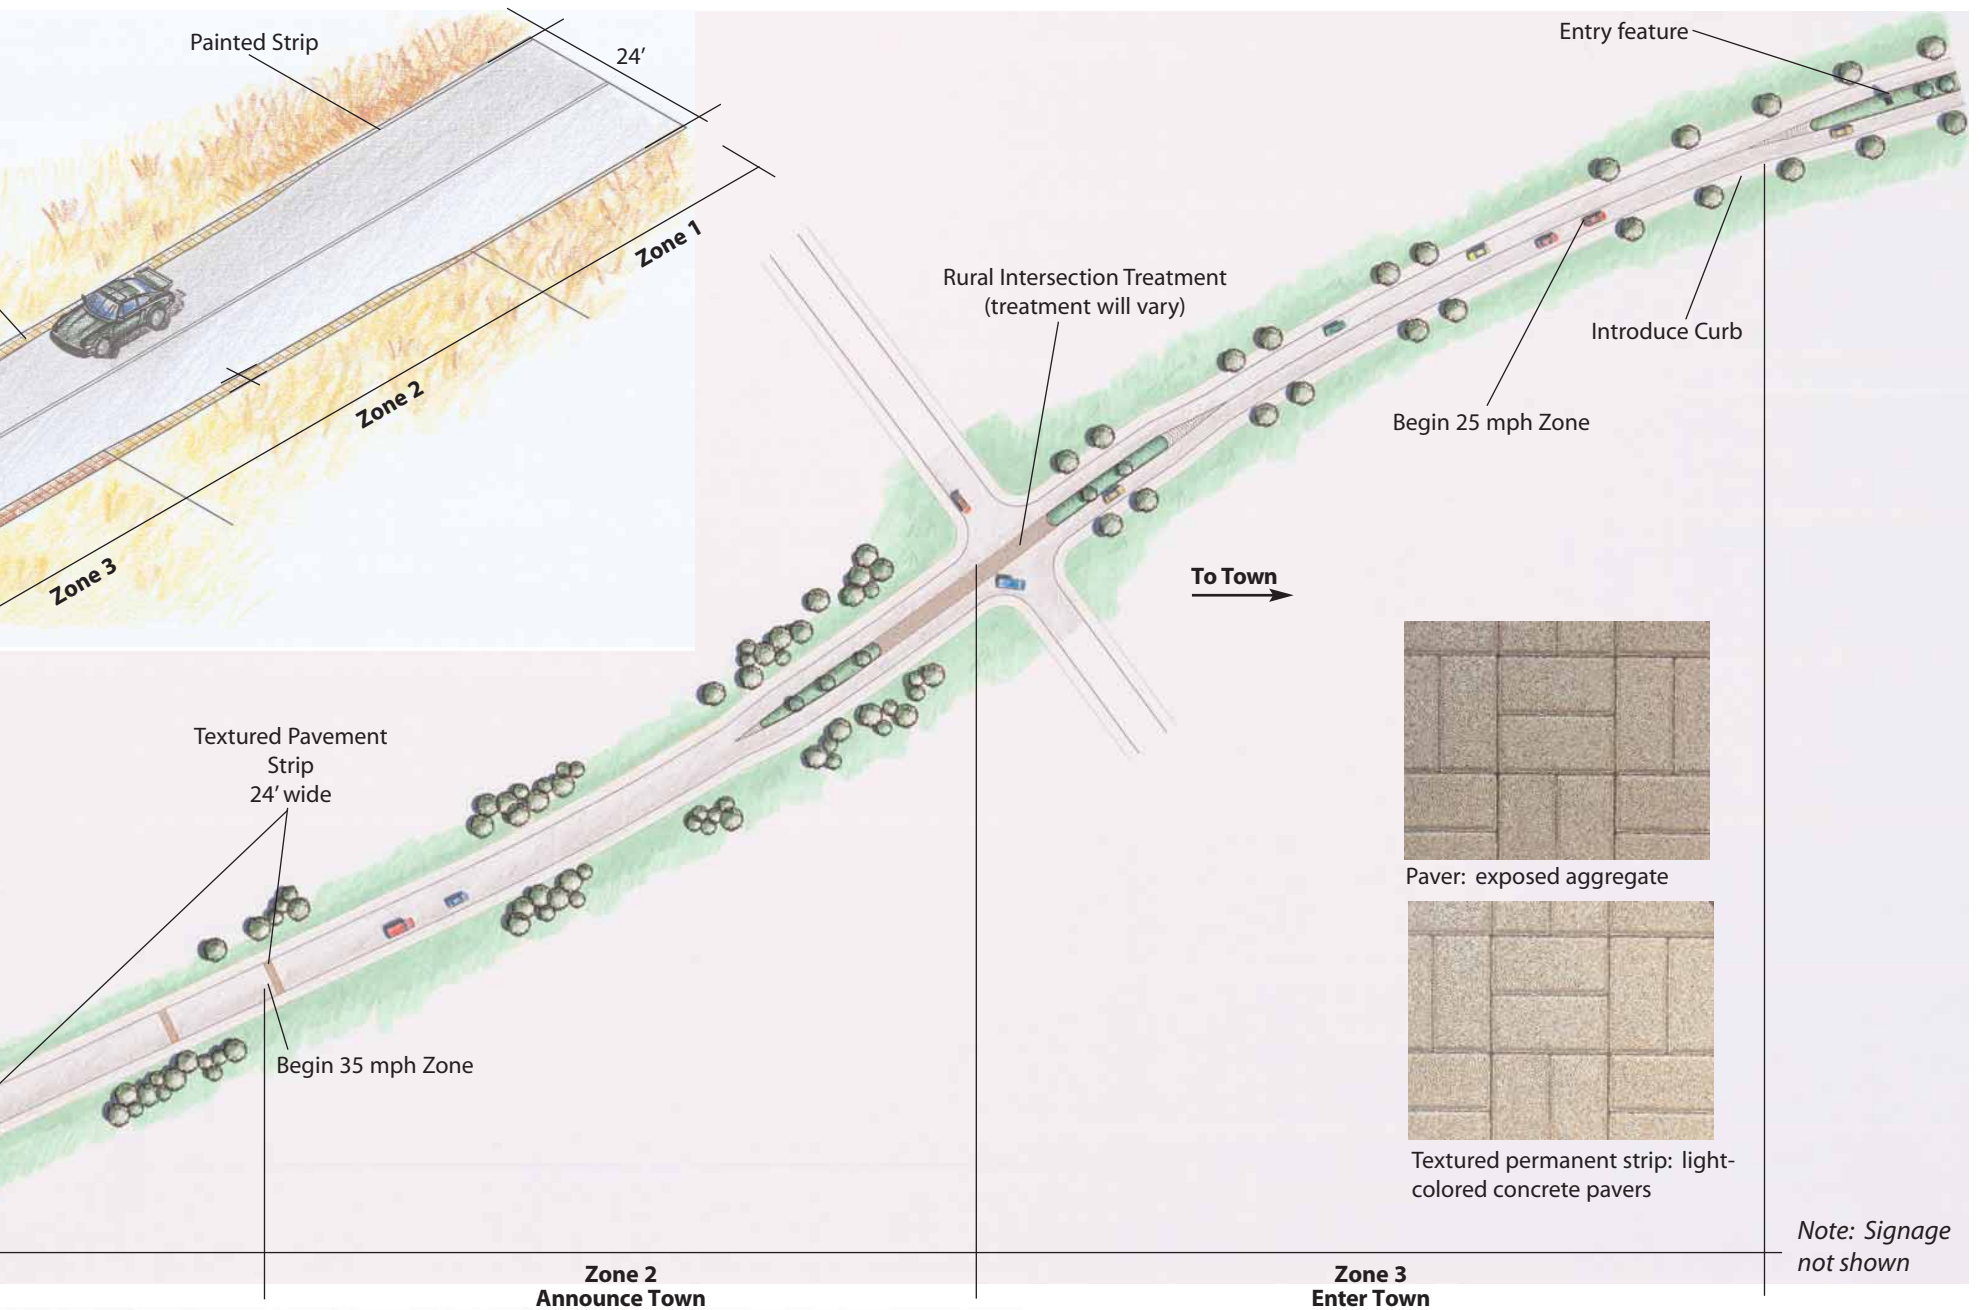 Painted Strip
24′
Zone 1
Zone 2
Zone 3
Entry feature
Rural Intersection Treatment
(treatment will vary)
Introduce Curb
Begin 25 mph Zone
To Town
Textured Pavement
Strip
24′ wide
Begin 35 mph Zone
Paver: exposed aggregate
Textured permanent strip: light-
colored concrete pavers
Note: Signage
not shown
Zone 2
Announce Town
Zone 3
Enter Town